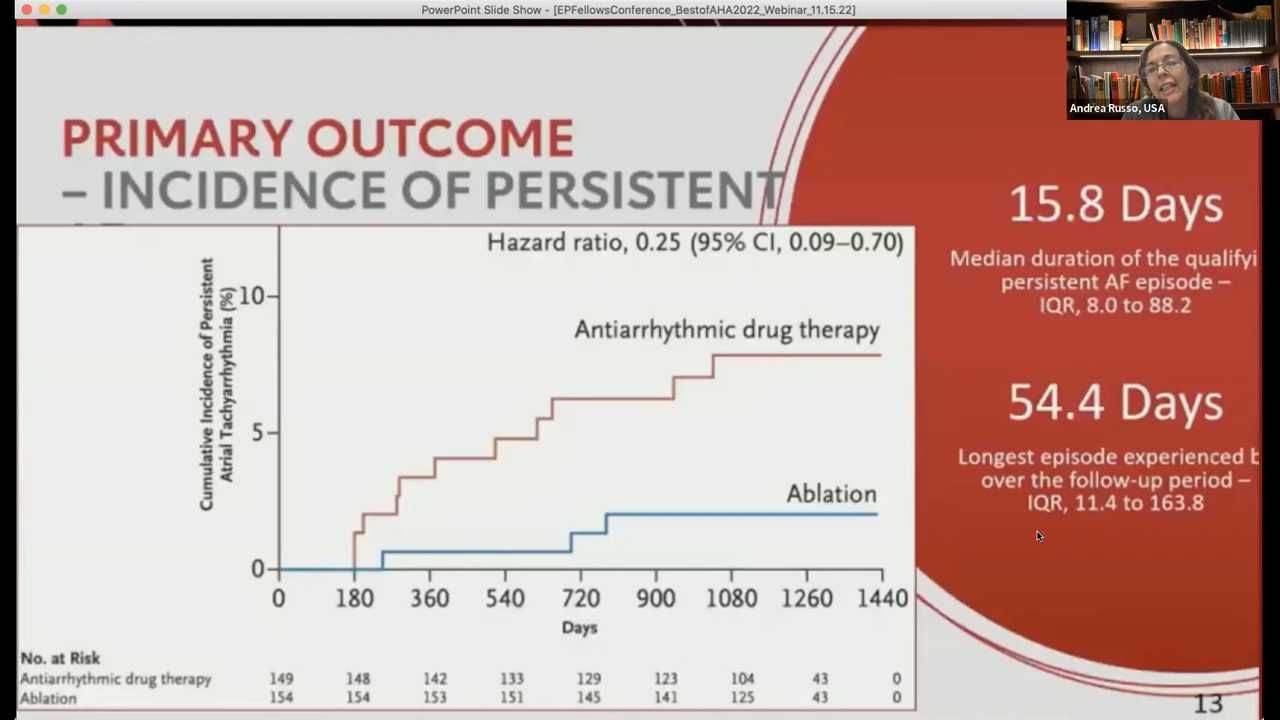 PowerPoint Slide Show - [EPFellowsConference_BestofAHA2022_Webinar_11.15.22]
Andrea Russo, USA
PRIMARY OUTCOME
– INCIDENCE OF PERSISTENT
15.8 Days
Median duration of the qualifyi
persistent AF episode –
IQR, 8.0 to 88.2
54.4 Days
Longest episode experienced b
over the follow-up period –
IQR, 11.4 to 163.8
Hazard ratio, 0.25 (95% CI, 0.09–0.70)
Cumulative Incidence of Persistent
Atrial Tachyarrhythmia (%)
10
5
0
Antiarrhythmic drug therapy
Ablation
0 180 360 540 720 900 1080 1260 1440
Days
No. at Risk
Antiarrhythmic drug therapy 149 148 142 133 129 123 104 43 0
Ablation 154 154 153 151 145 141 125 43 0
13